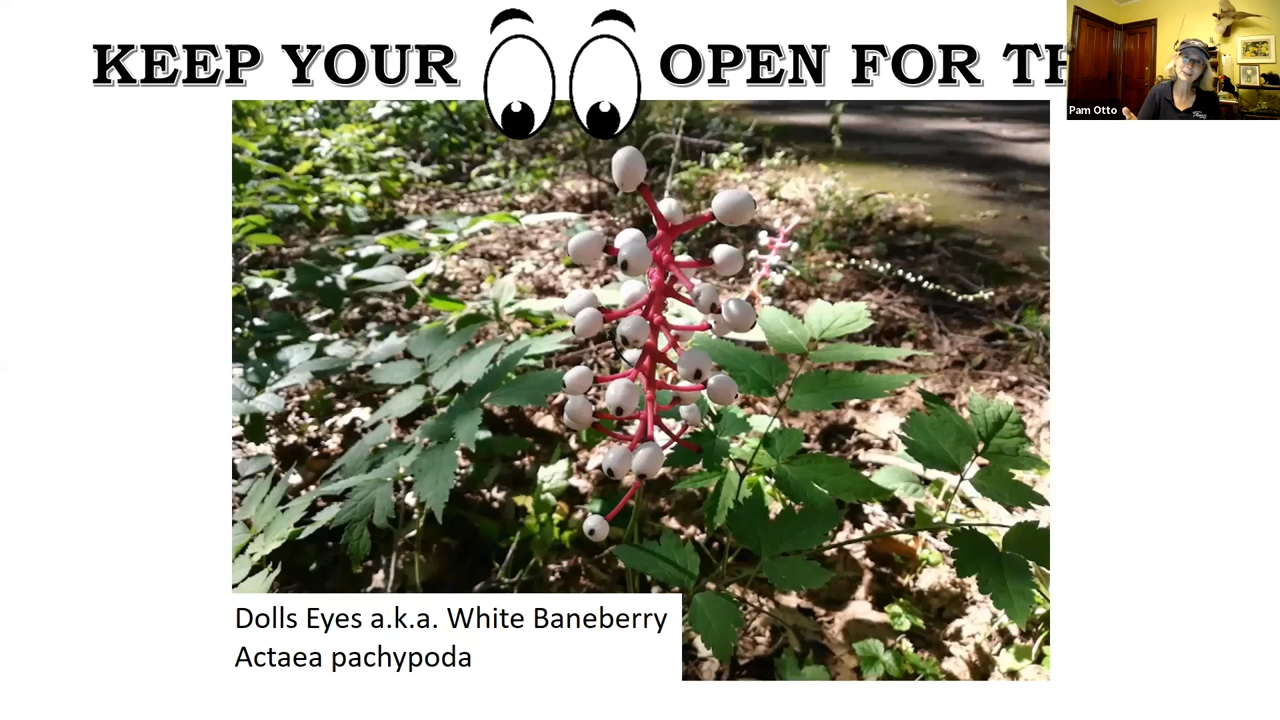 KEEP YOUR OPEN FOR TH
Pam Otto
Dolls Eyes a.k.a. White Baneberry
Actaea pachypoda